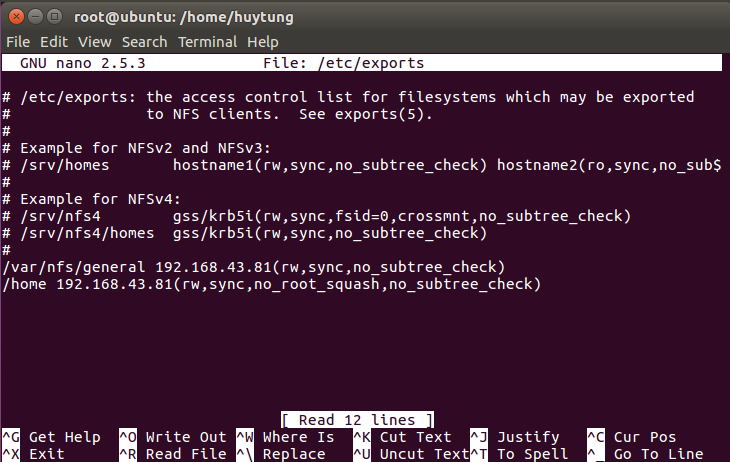 root@ubuntu: /home/huytung
File Edit View Search Terminal Help
GNU nano 2.5.3 File: /etc/exports
# /etc/exports: the access control list for filesystems which may be exported
# to NFS clients. See exports(5).
#
# Example for NFSv2 and NFSv3:
# /srv/homes hostname1(rw,sync,no_subtree_check) hostname2(ro,sync,no_sub$
#
# Example for NFSv4:
# /srv/nfs4 gss/krb5i(rw,sync,fsid=0,crossmnt,no_subtree_check)
# /srv/nfs4/homes gss/krb5i(rw,sync,no_subtree_check)
#
/var/nfs/general 192.168.43.81(rw,sync,no_subtree_check)
/home 192.168.43.81(rw,sync,no_root_squash,no_subtree_check)
[ Read 12 lines ]
^G Get Help ^O Write Out ^W Where Is ^K Cut Text ^J Justify ^C Cur Pos
^X Exit ^R Read File ^\ Replace ^U Uncut Text ^T To Spell ^_ Go To Line